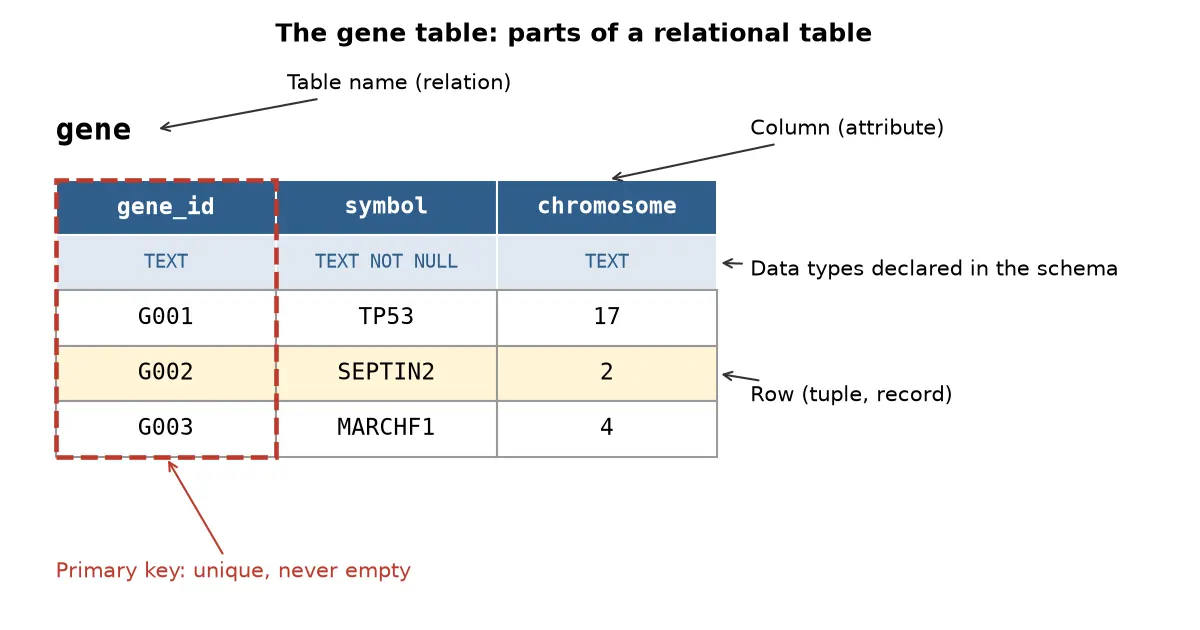 The gene table: parts of a relational table
Table name (relation)
gene
Column (attribute)
gene_id symbol chromosome
TEXT TEXT NOT NULL TEXT
Data types declared in the schema
G001 TP53 17
G002 SEPTIN2 2
Row (tuple, record)
G003 MARCHF1 4
Primary key: unique, never empty